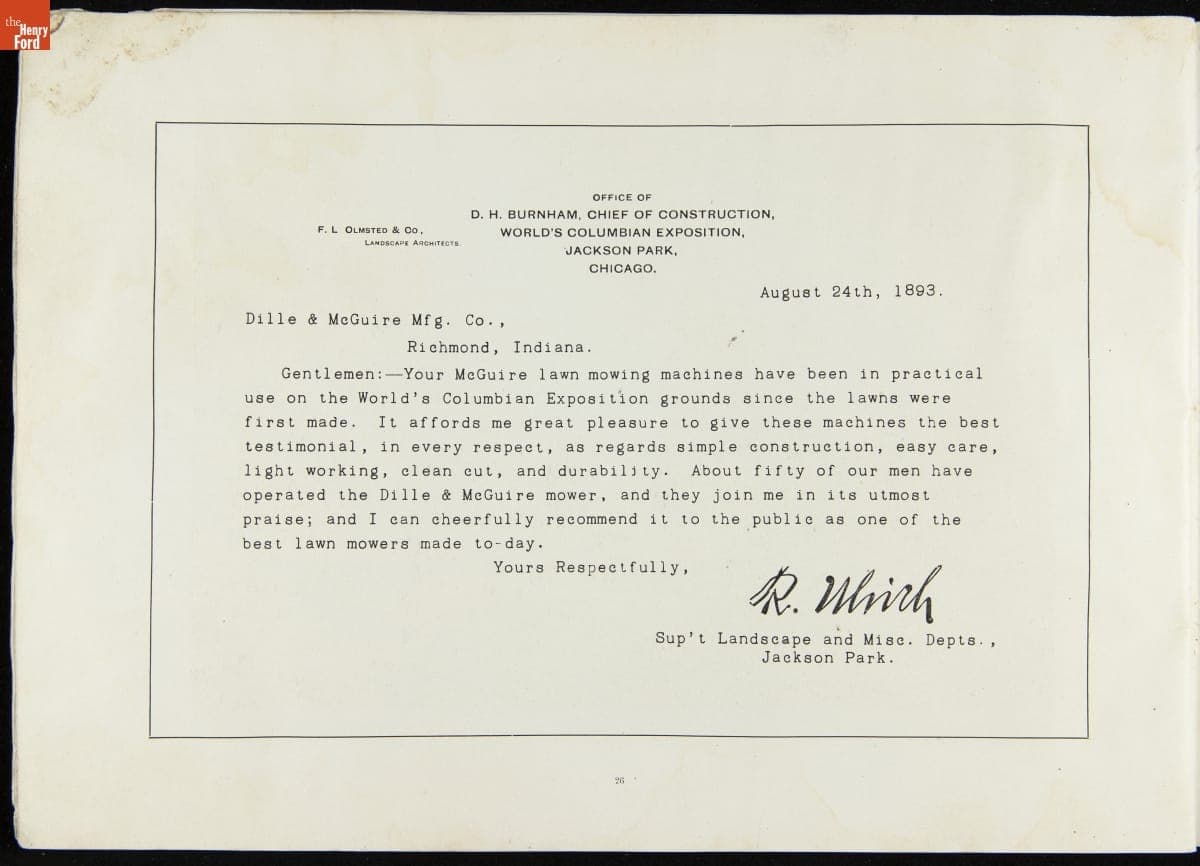 the
Henry
Ford
OFFICE OF
D. H. BURNHAM, CHIEF OF CONSTRUCTION,
F. L OLMSTED & CO,
WORLD'S COLUMBIAN EXPOSITION,
LANDSCAPE ARCHITECTS.
JACKSON PARK,
CHICAGO.
August 24th, 1893.
Dille & McGuire Mfg. Co.,
Richmond, Indiana.
Gentlemen:—Your McGuire lawn mowing machines have been in practical
use on the World's Columbian Exposition grounds since the lawns were
first made. It affords me great pleasure to give these machines the best
testimonial, in every respect, as regards simple construction, easy care,
light working, clean cut, and durability. About fifty of our men have
operated the Dille & McGuire mower, and they join me in its utmost
praise; and I can cheerfully recommend it to the public as one of the
best lawn mowers made to-day.
Yours Respectfully,
R. Ulrich
Sup't Landscape and Misc. Depts.,
Jackson Park.
26